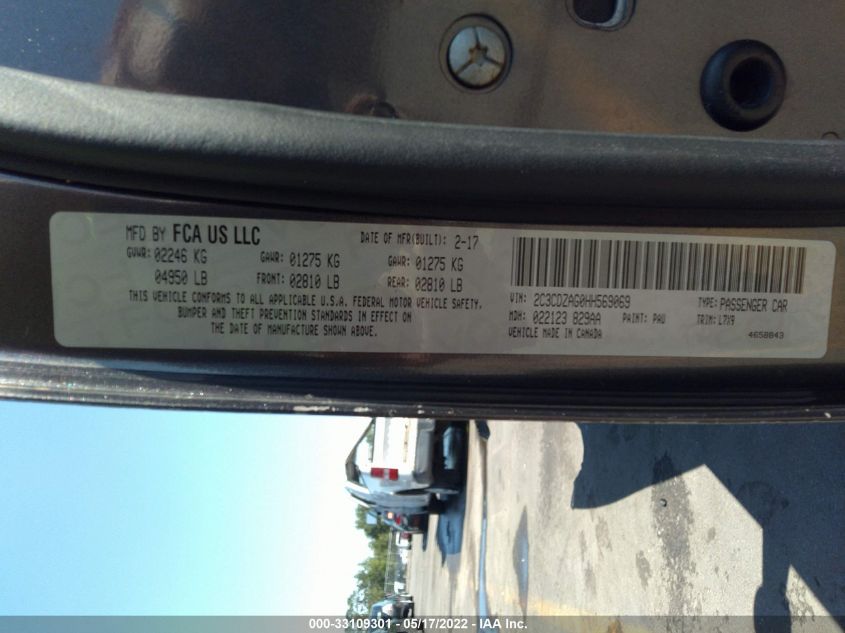 MFD BY FCA US LLC DATE OF MFR(BUILT): 2-17
GVWR: 02246 KG GAWR: 01275 KG GAWR: 01275 KG
04950 LB FRONT: 02810 LB REAR: 02810 LB
THIS VEHICLE CONFORMS TO ALL APPLICABLE U.S.A. FEDERAL MOTOR VEHICLE SAFETY,
BUMPER AND THEFT PREVENTION STANDARDS IN EFFECT ON
THE DATE OF MANUFACTURE SHOWN ABOVE.
VIN: 2C3CDZAG0HH569069 TYPE: PASSENGER CAR
MDH: 022123 829AA PAINT: PAU TRIM: L7X9
VEHICLE MADE IN CANADA 4658843
000-33109301 - 05/17/2022 - IAA Inc.